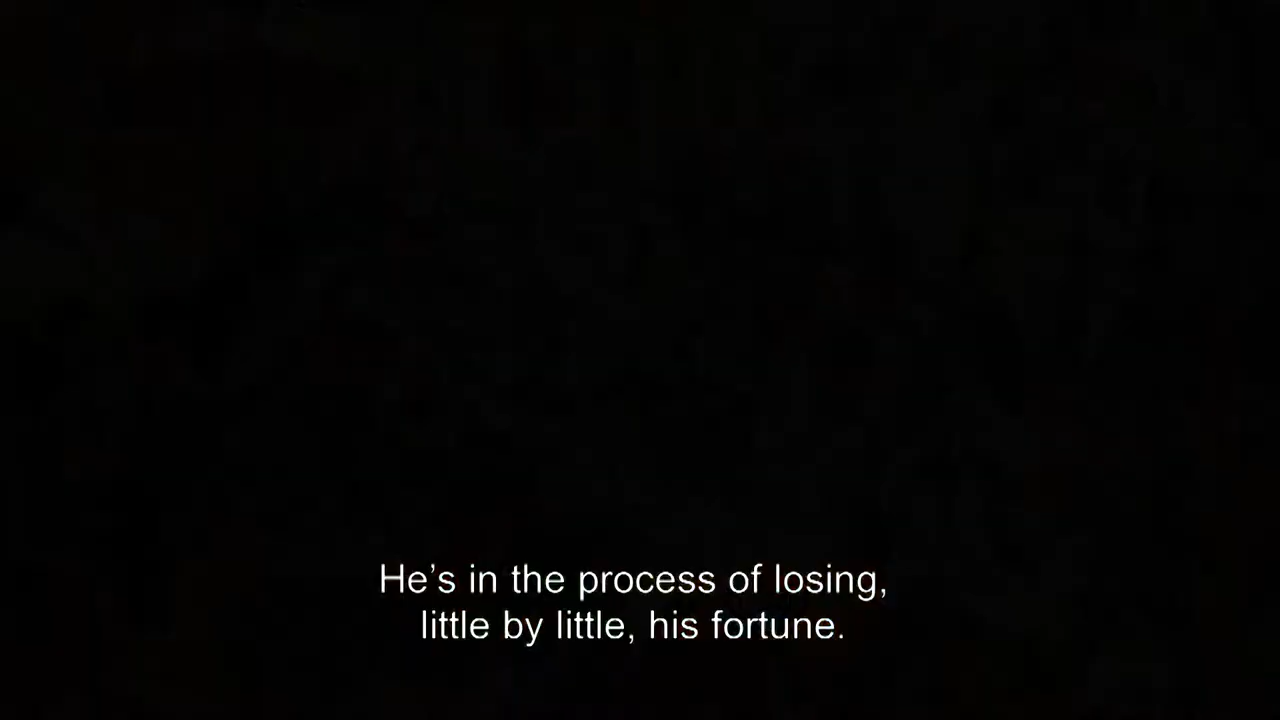 He’s in the process of losing,
little by little, his fortune.